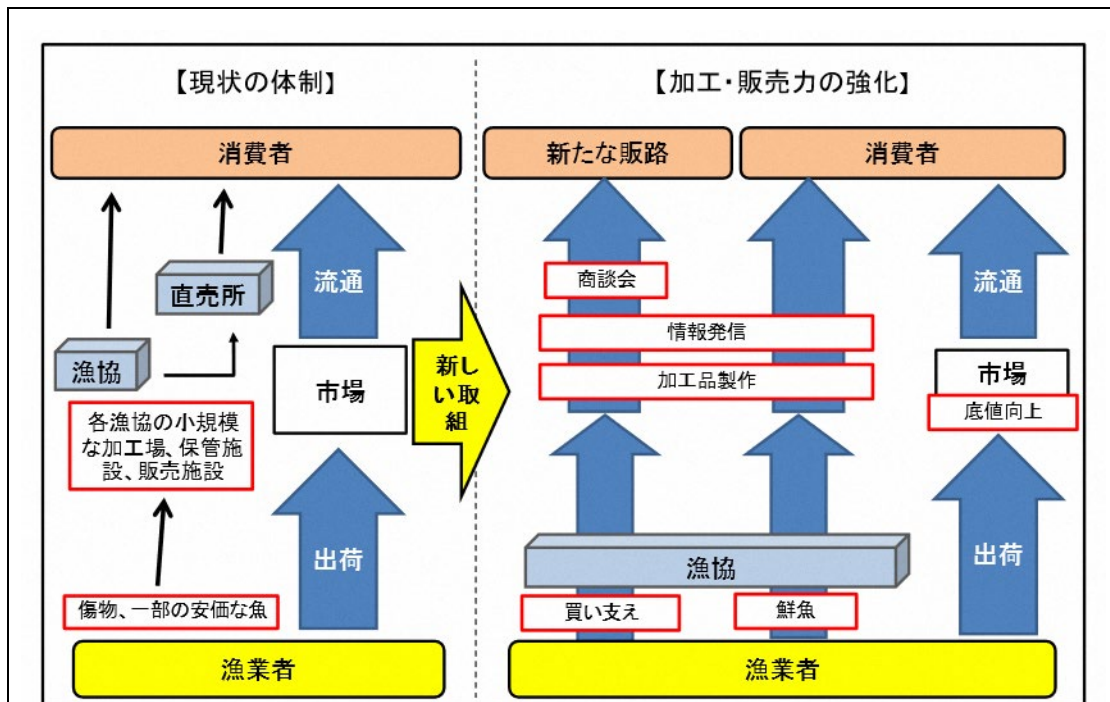 【現状の体制】
消費者
直売所
流通
漁協
市場
各漁協の小規模
な加工場、保管施
設、販売施設
出荷
傷物、一部の安価な魚
漁業者
新し
い取
組
【加工・販売力の強化】
新たな販路
消費者
商談会
流通
情報発信
加工品製作
市場
底値向上
漁協
出荷
買い支え
鮮魚
漁業者